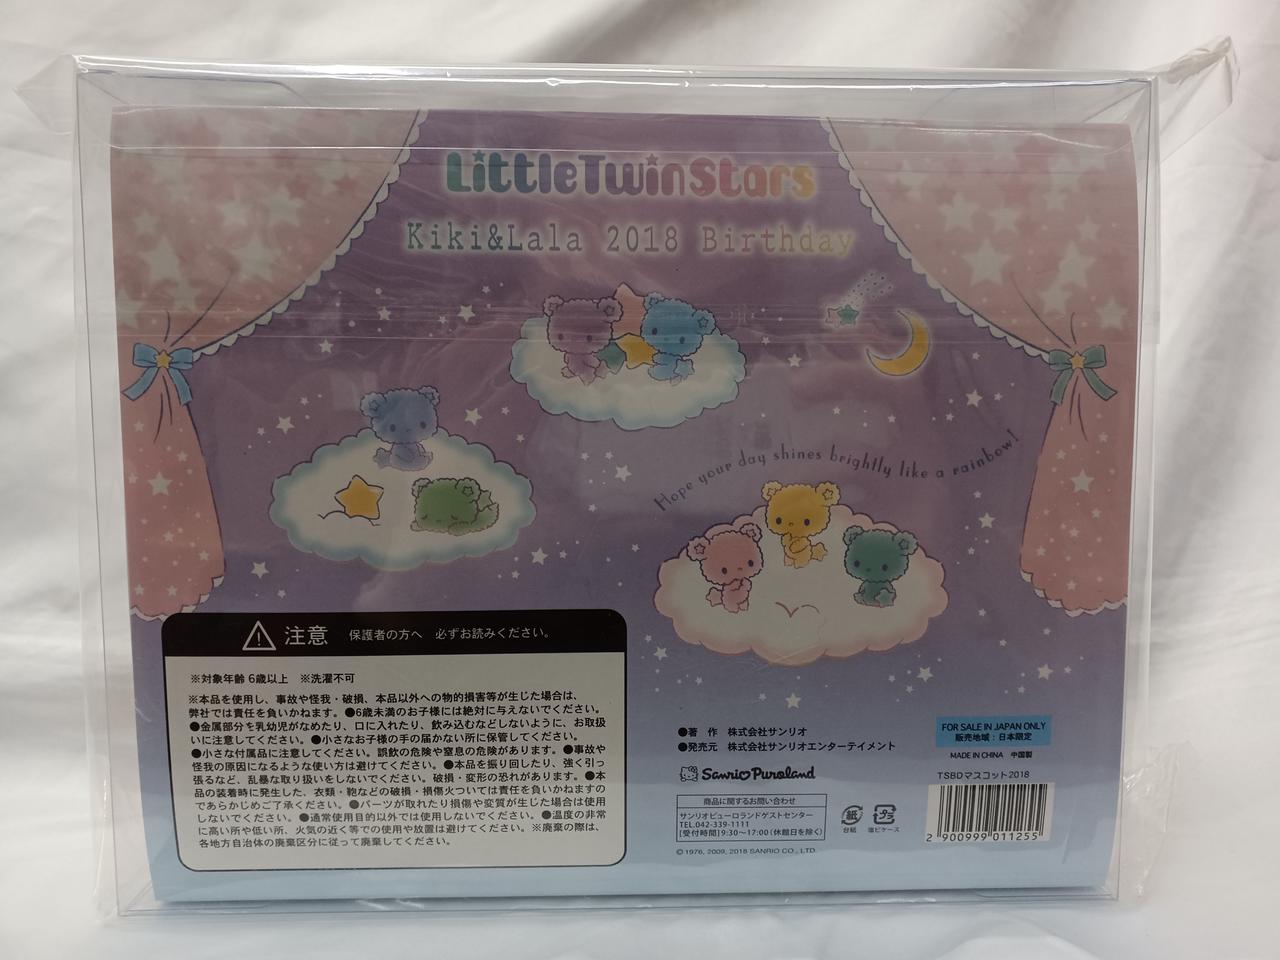 LittleTwinStars
Kiki&Lala 2018 Birthday
Hope your day shines brightly like a rainbow!
注意 保護者の方へ 必ずお読みください。
※対象年齢 6歳以上 ※洗濯不可
※本品を使用し、事故や怪我・破損、本品以外への物的損害等が生じた場合は、
弊社では責任を負いかねます。●6歳未満のお子様には絶対に与えないでください。
●金属部分を乳幼児がなめたり、口に入れたり、飲み込むなどしないように、お取扱
いに注意してください。●小さなお子様の手の届かない所に保管してください。
●小さな付属品に注意してください。誤飲の危険や窒息の危険があります。●事故や
怪我の原因になるような使い方は避けてください。●本品を振り回したり、強く引っ
張るなど、乱暴な取り扱いをしないでください。破損・変形の恐れがあります。●本
品の装着時に発生した、衣類・鞄などの破損・損傷については責任を負いかねますの
であらかじめご了承ください。●パーツが取れたり損傷や変質が生じた場合は使用
しないでください。●通常使用目的以外では使用しないでください。●温度の非常
に高い所や低い所、火気の近く等での使用や放置は避けてください。※廃棄の際は、
各地方自治体の廃棄区分に従って廃棄してください。
●著 作 株式会社サンリオ
●発売元 株式会社サンリオエンターテイメント
Sanrio Puroland
商品に関するお問い合わせ
サンリオピューロランドゲストセンター
TEL.042-339-1111
[受付時間]9:30~17:00(休館日を除く)
©1976, 2009, 2018 SANRIO CO., LTD.
紙
台紙
プラ
塩ビケース
FOR SALE IN JAPAN ONLY
販売地域:日本限定
MADE IN CHINA 中国製
TSBDマスコット2018
2 900999 011255